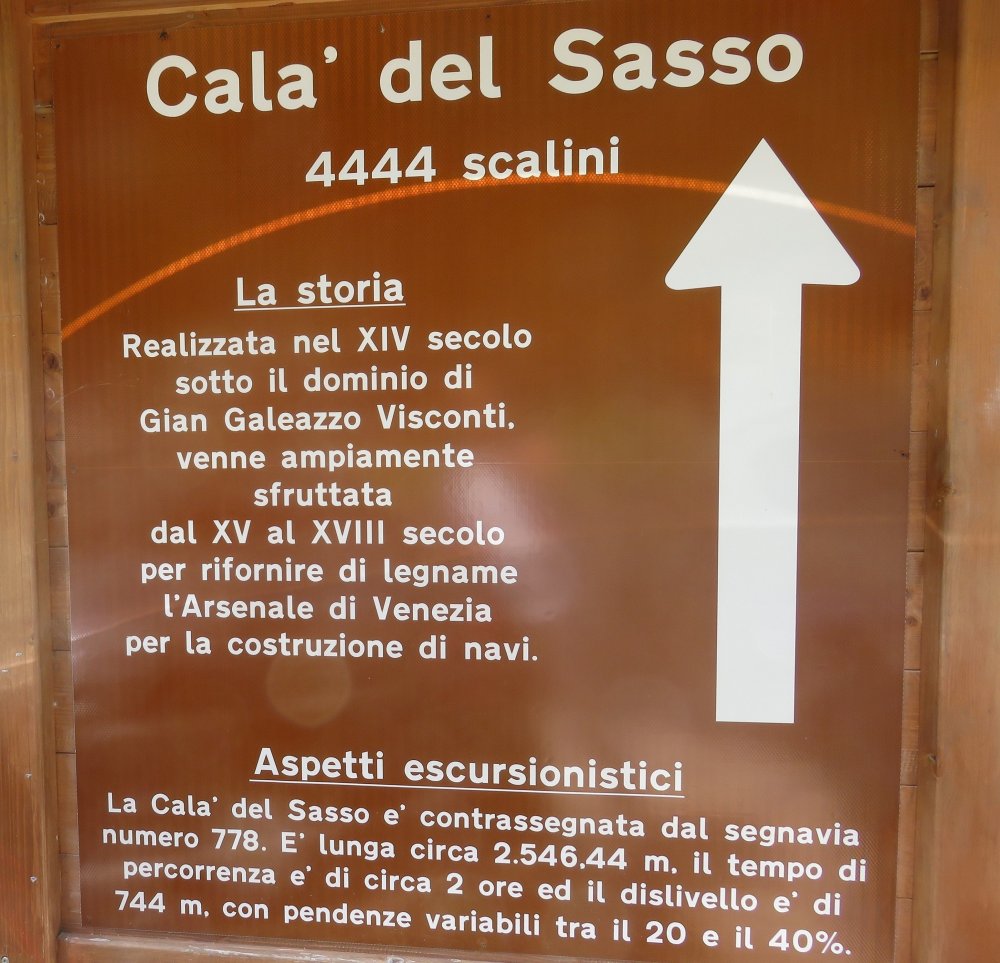 Cala' del Sasso
4444 scalini
La storia
Realizzata nel XIV secolo
sotto il dominio di
Gian Galeazzo Visconti,
venne ampiamente
sfruttata
dal XV al XVIII secolo
per rifornire di legname
l'Arsenale di Venezia
per la costruzione di navi.
Aspetti escursionistici
La Cala' del Sasso e' contrassegnata dal segnavia
numero 778. E' lunga circa 2.546,44 m, il tempo di
percorrenza e' di circa 2 ore ed il dislivello e' di
744 m, con pendenze variabili tra il 20 e il 40%.